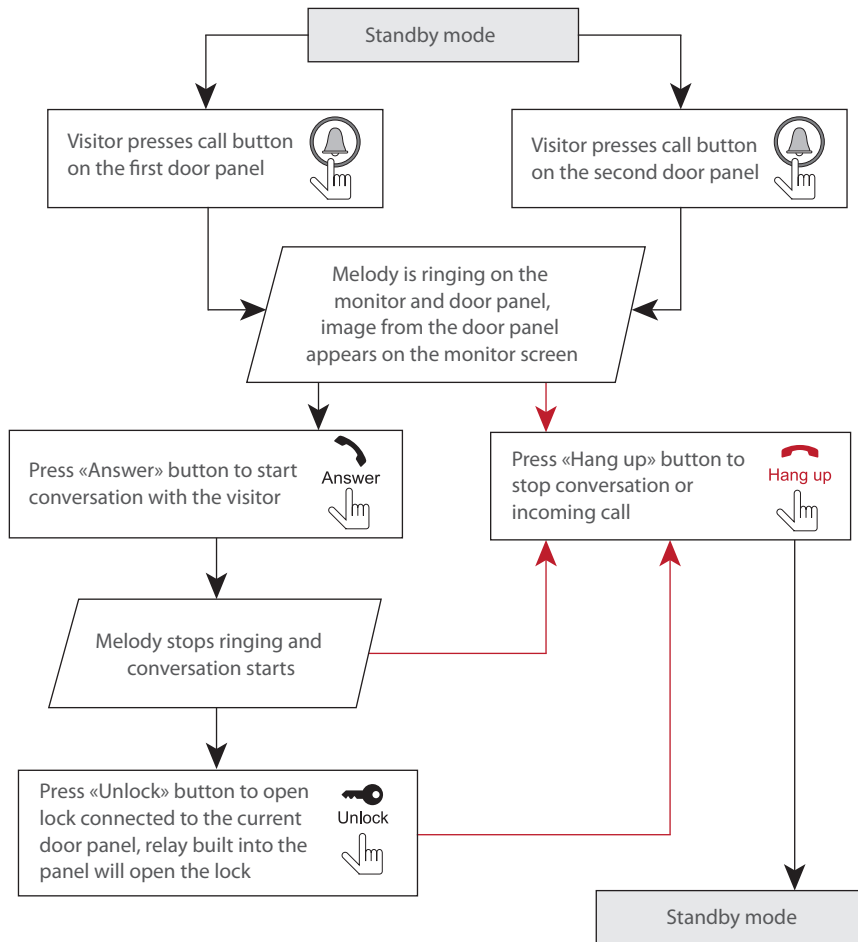 Standby mode
Visitor presses call button
on the first door panel
Visitor presses call button
on the second door panel
Melody is ringing on the
monitor and door panel,
image from the door panel
appears on the monitor screen
Press «Answer» button to start
conversation with the visitor
Answer
Press «Hang up» button to
stop conversation or
incoming call
Hang up
Melody stops ringing and
conversation starts
Press «Unlock» button to open
lock connected to the current
door panel, relay built into the
panel will open the lock
Unlock
Standby mode